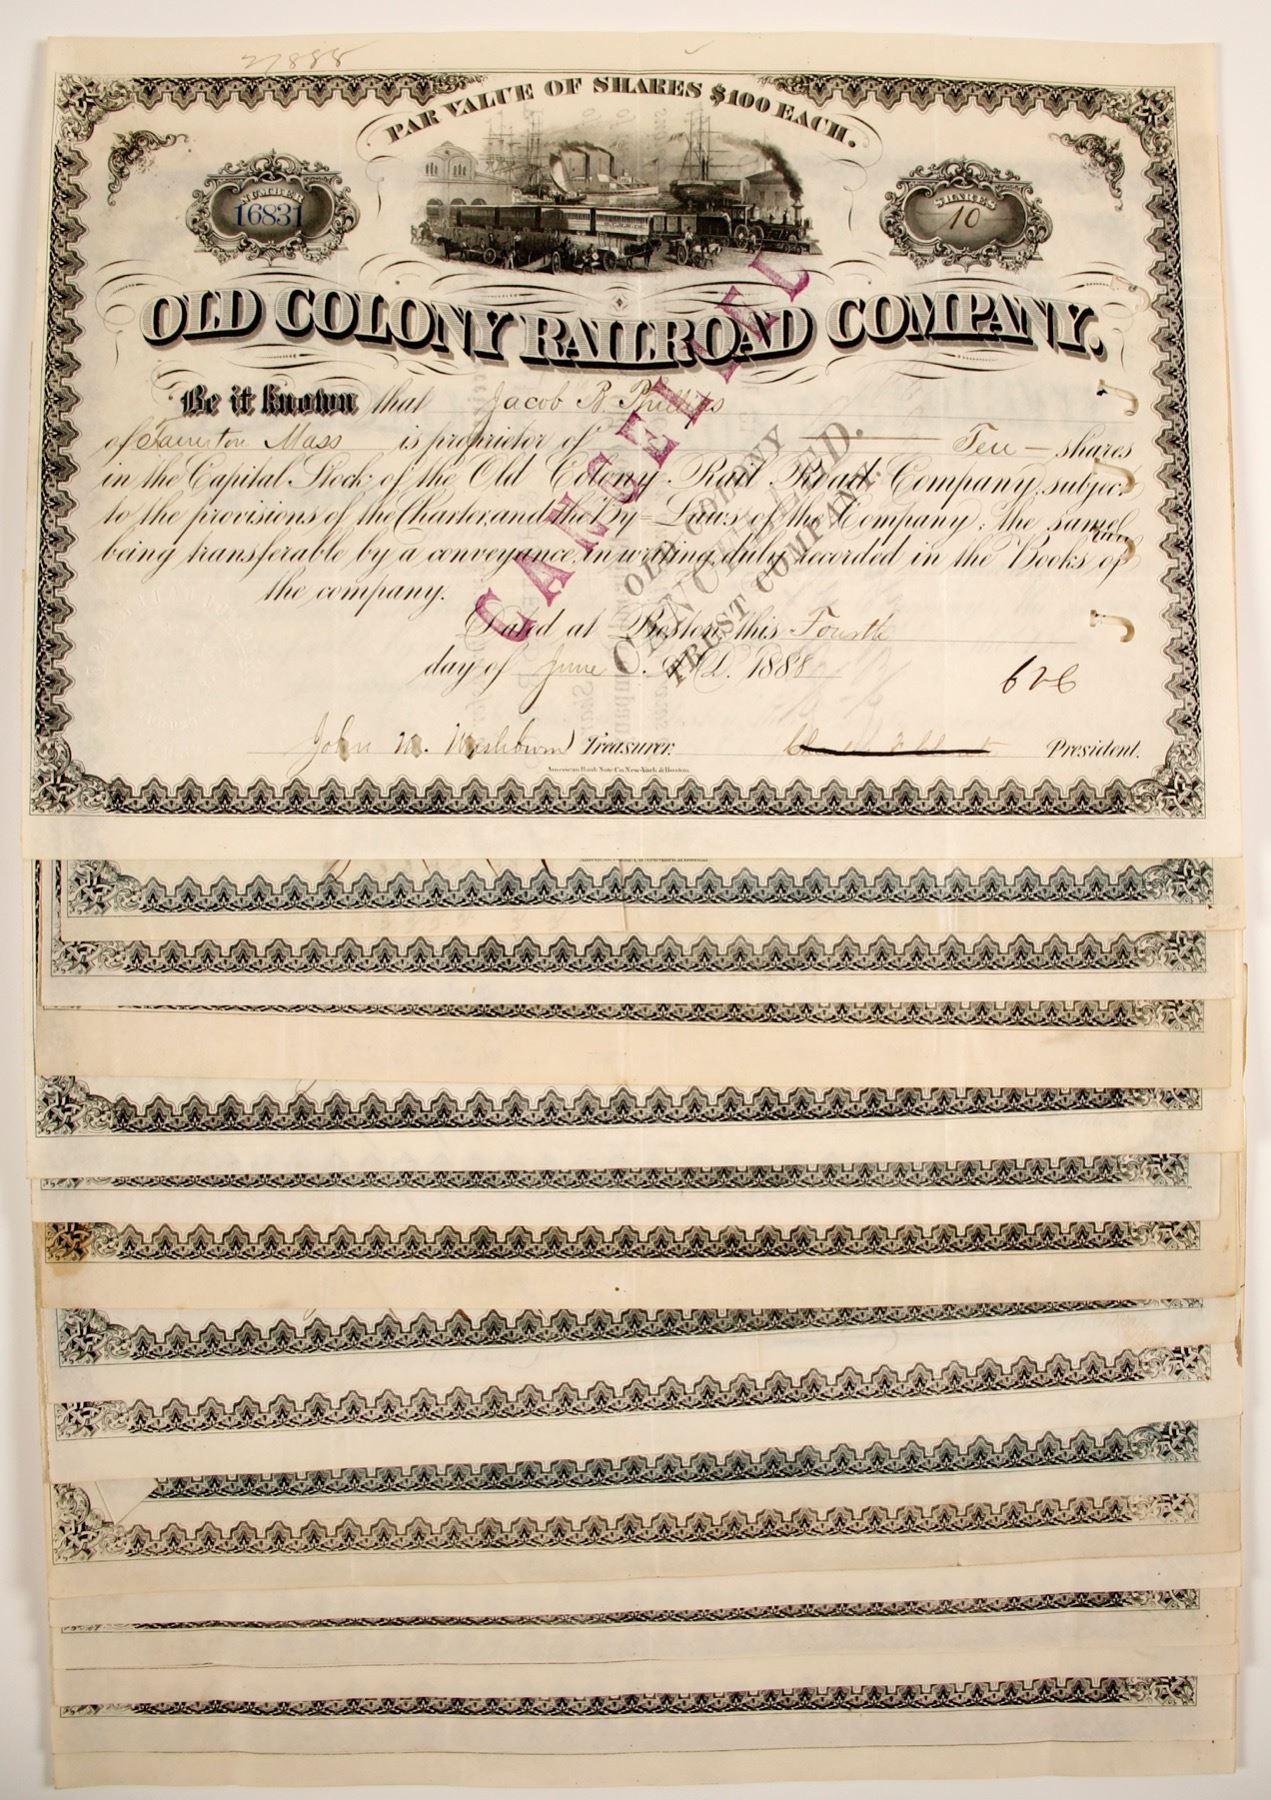 21888
PAR VALUE OF SHARES $100 EACH.
NUMBER
16831
SHARES
10
OLD COLONY RAILROAD COMPANY.
Be it Known that Jacob B. Phillips
of Taunton Mass is proprietor of Ten — shares
in the Capital Stock of the Old Colony Rail Road Company, subject
to the provisions of the Charter, and the By-Laws of the Company; the same
being transferable by a conveyance, in writing, duly recorded in the Books of
the company.
Dated at Boston, this Fourth
day of June A.D. 1888
626
John M. Washburn Treasurer. President.
American Bank Note Co. New-York & Boston.
CANCELLED
OLD COLONY
CANCELLED.
TRUST COMPANY